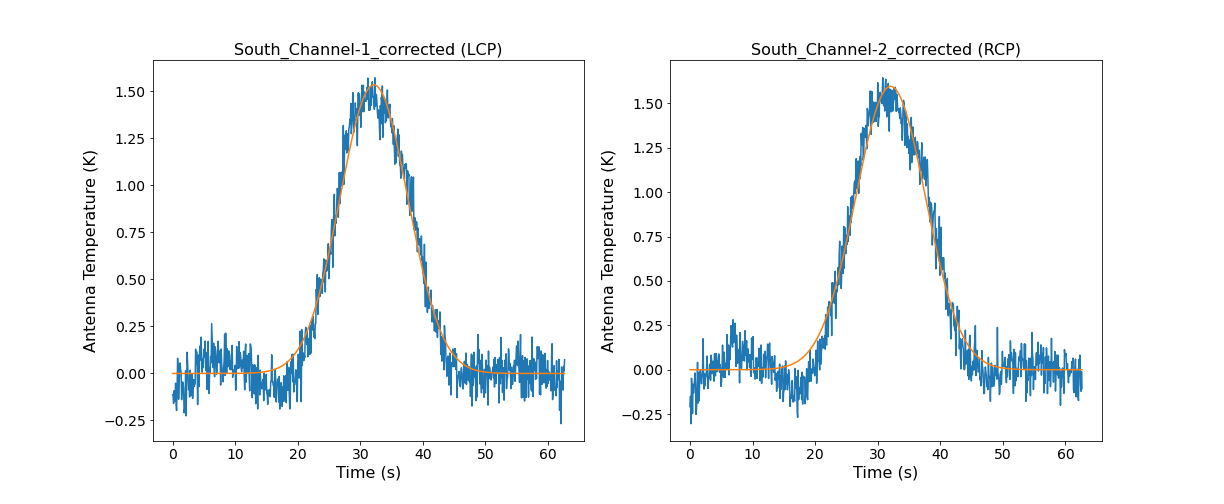 South_Channel-1_corrected (LCP)
Antenna Temperature (K)
1.50
1.25
1.00
0.75
0.50
0.25
0.00
−0.25
0 10 20 30 40 50 60
Time (s)
South_Channel-2_corrected (RCP)
Antenna Temperature (K)
1.50
1.25
1.00
0.75
0.50
0.25
0.00
−0.25
0 10 20 30 40 50 60
Time (s)